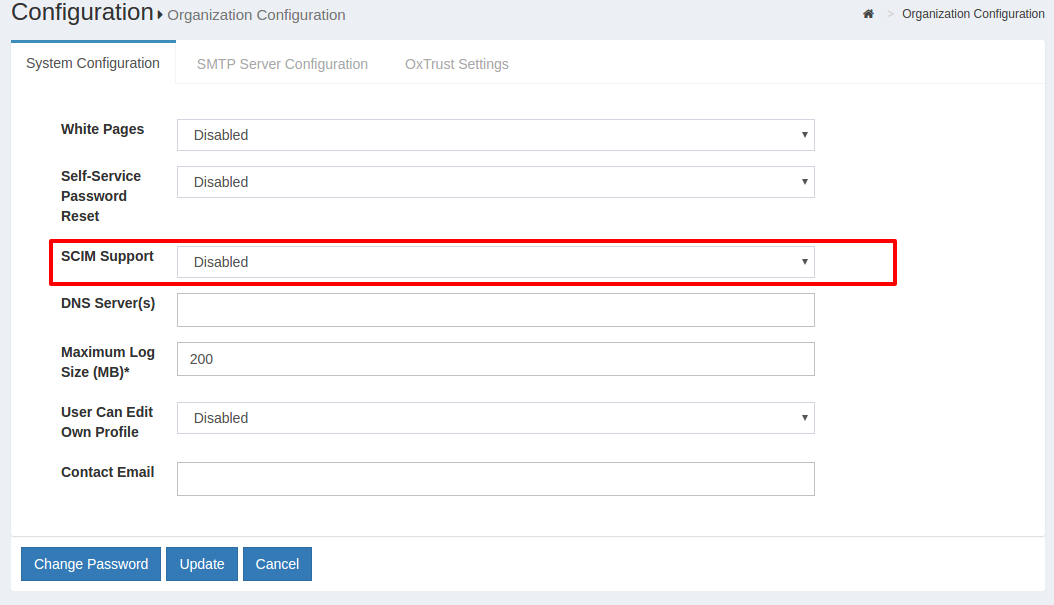 Configuration Organization Configuration
> Organization Configuration
System Configuration
SMTP Server Configuration
OxTrust Settings
White Pages
Disabled
Self-Service
Password
Reset
Disabled
SCIM Support
Disabled
DNS Server(s)
Maximum Log
Size (MB)*
200
User Can Edit
Own Profile
Disabled
Contact Email
Change Password
Update
Cancel